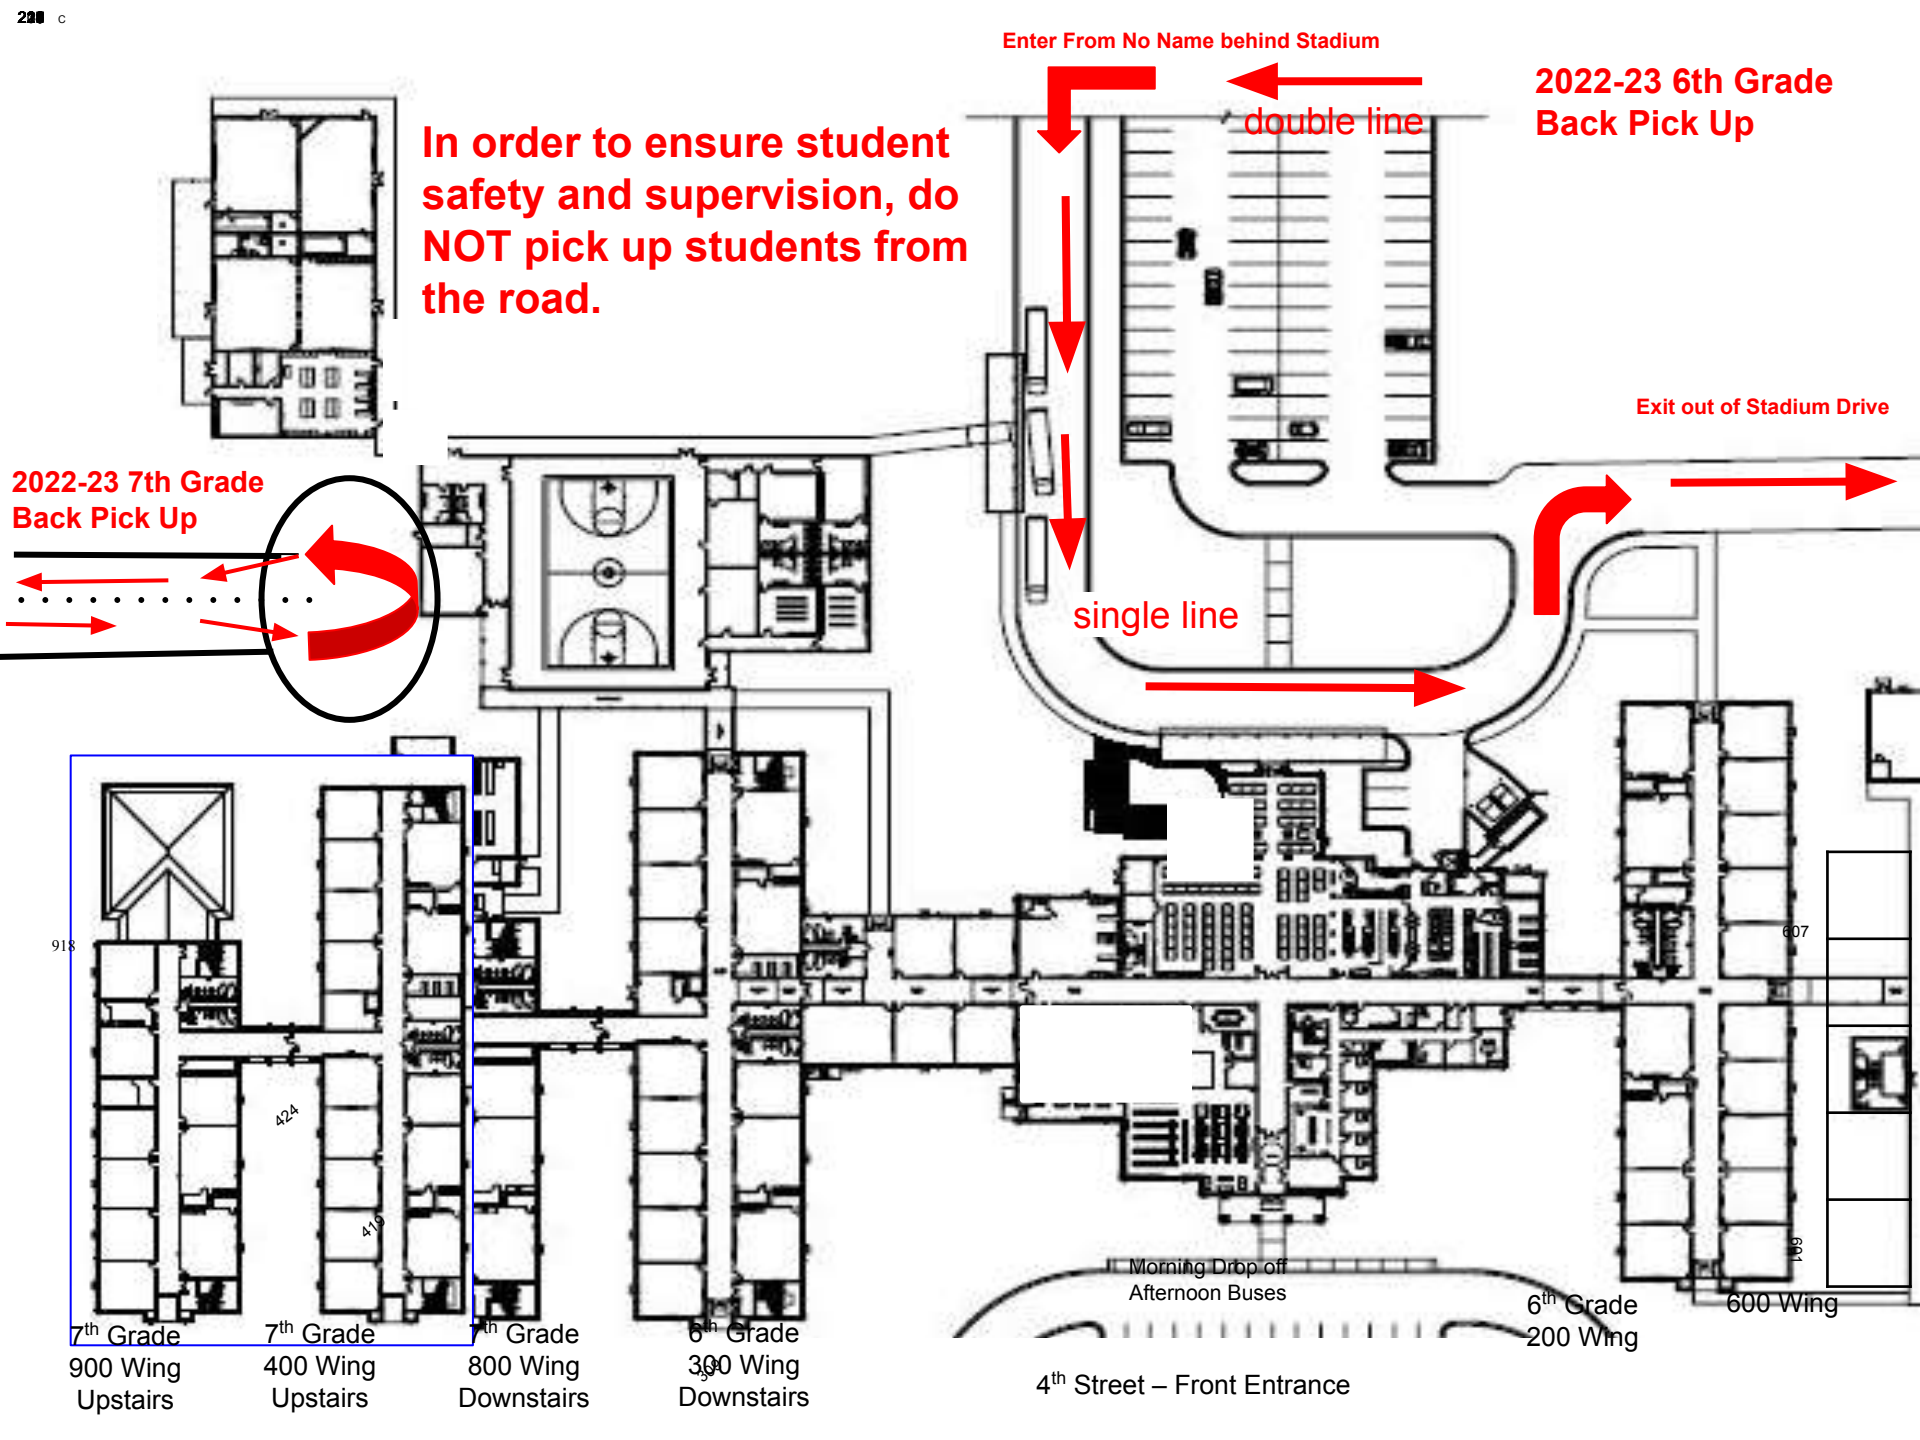 c
Enter From No Name behind Stadium
2022-23 6th Grade
Back Pick Up
double line
In order to ensure student
safety and supervision, do
NOT pick up students from
the road.
Exit out of Stadium Drive
2022-23 7th Grade
Back Pick Up
single line
918
607
424
419
601
Morning Drop off
Afternoon Buses
6th Grade
200 Wing
600 Wing
7th Grade
900 Wing
Upstairs
7th Grade
400 Wing
Upstairs
7th Grade
800 Wing
Downstairs
6th Grade
300 Wing
Downstairs
4th Street – Front Entrance